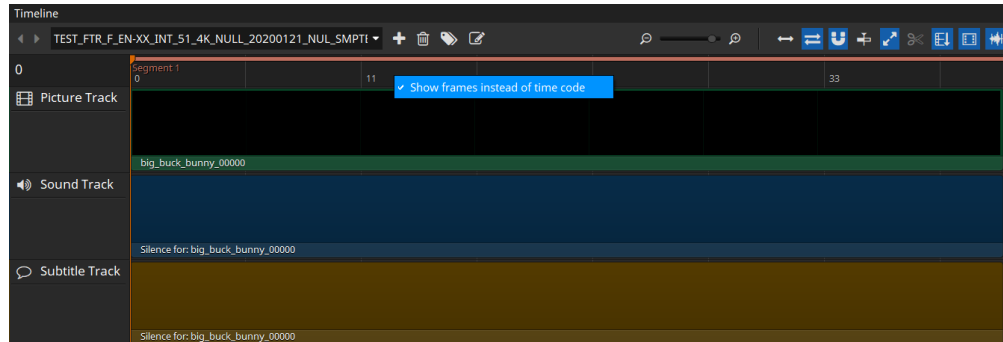 Timeline
TEST_FTR_F_EN-XX_INT_51_4K_NULL_20200121_NUL_SMPTE
0
Segment 1
0
11
33
Show frames instead of time code
Picture Track
big_buck_bunny_00000
Sound Track
Silence for: big_buck_bunny_00000
Subtitle Track
Silence for: big_buck_bunny_00000